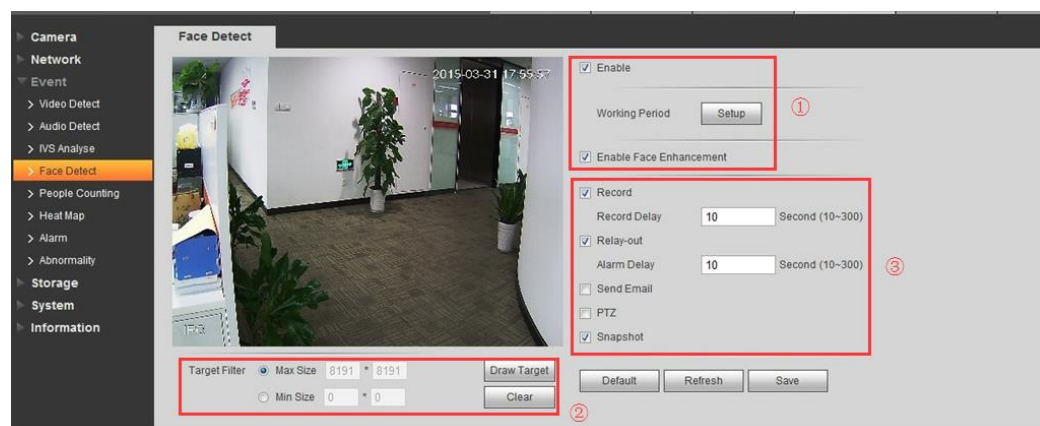 Camera
Network
Event
Video Detect
Audio Detect
IVS Analyse
Face Detect
People Counting
Heat Map
Alarm
Abnormality
Storage
System
Information
Face Detect
2015-03-31 17:55:57
IPC
Target Filter Max Size 8191 * 8191 Draw Target
Min Size 0 * 0 Clear
②
Enable
Working Period Setup
①
Enable Face Enhancement
Record
Record Delay 10 Second (10~300)
Relay-out
Alarm Delay 10 Second (10~300)
③
Send Email
PTZ
Snapshot
Default Refresh Save